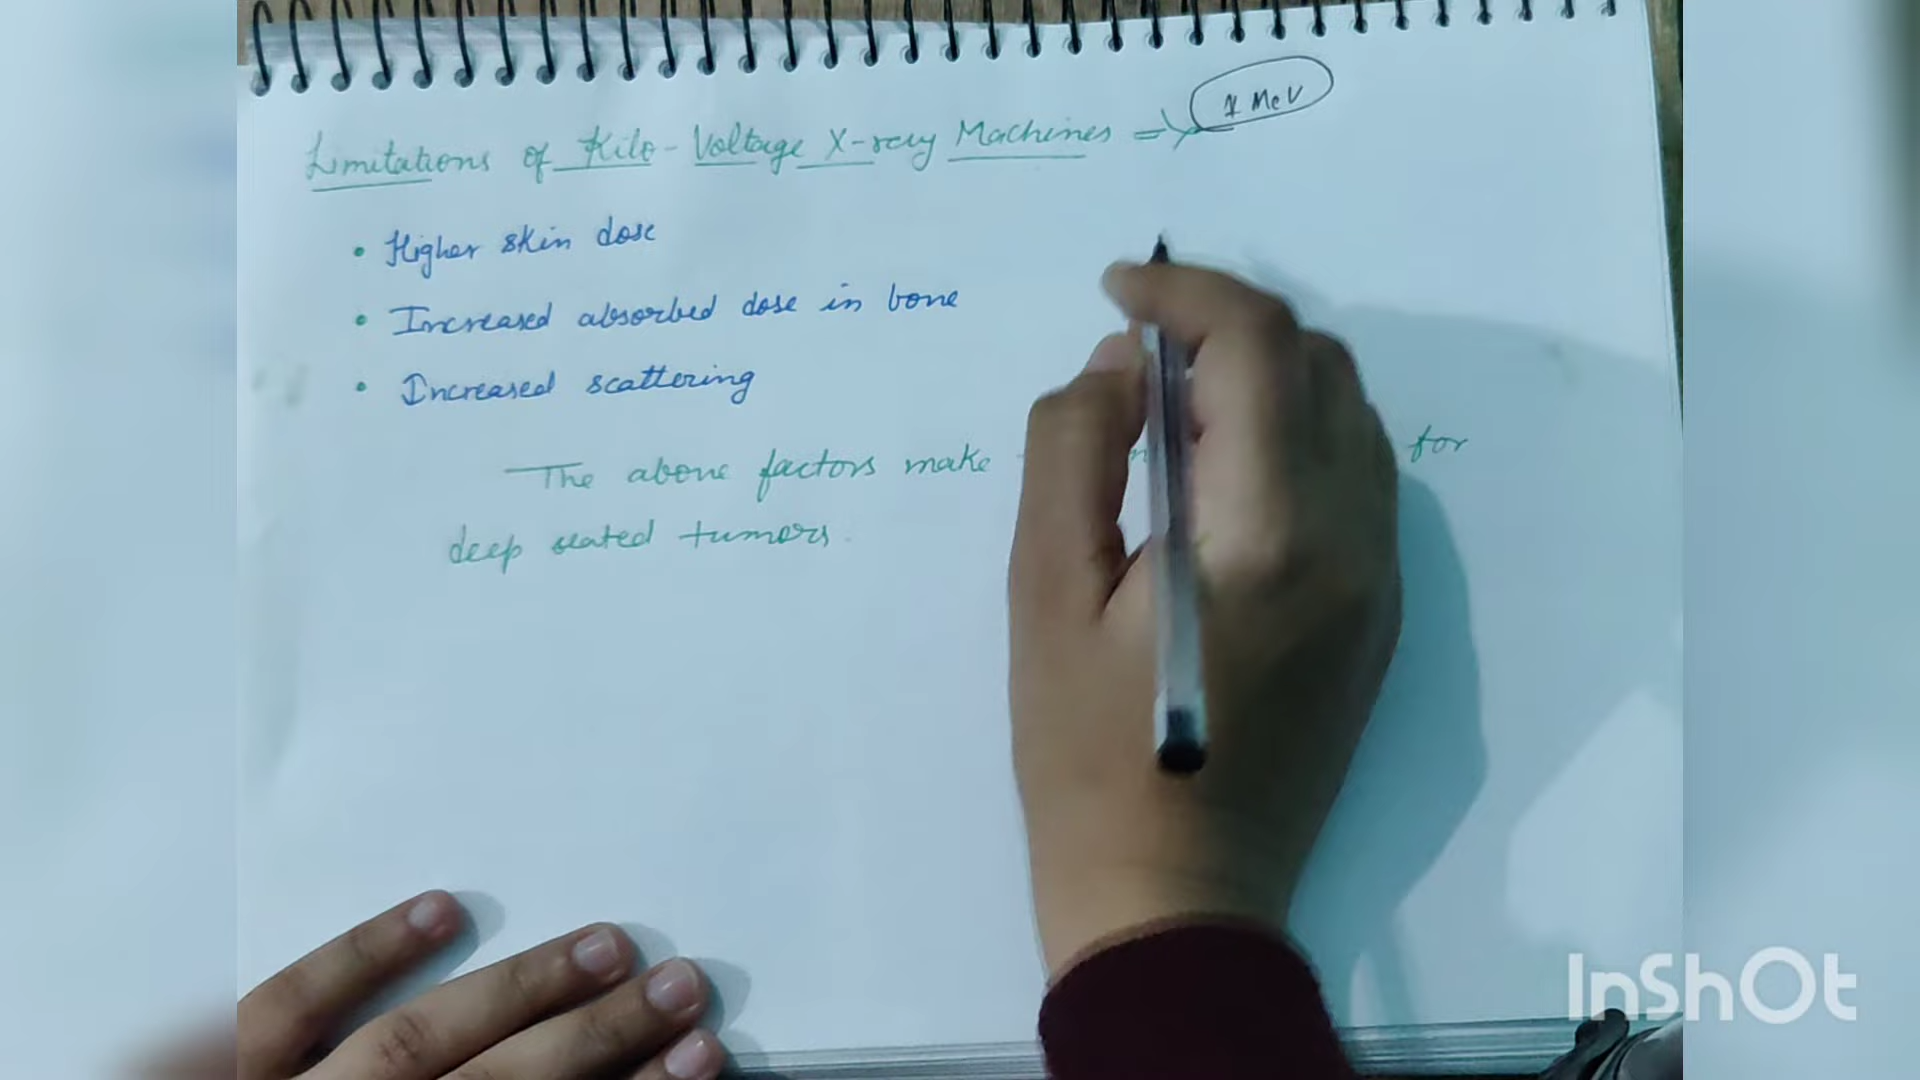 1 MeV
Limitations of Kilo-Voltage X-ray Machines =>
• Higher skin dose
• Increased absorbed dose in bone
• Increased scattering
The above factors make for
deep seated tumors.
InShOt